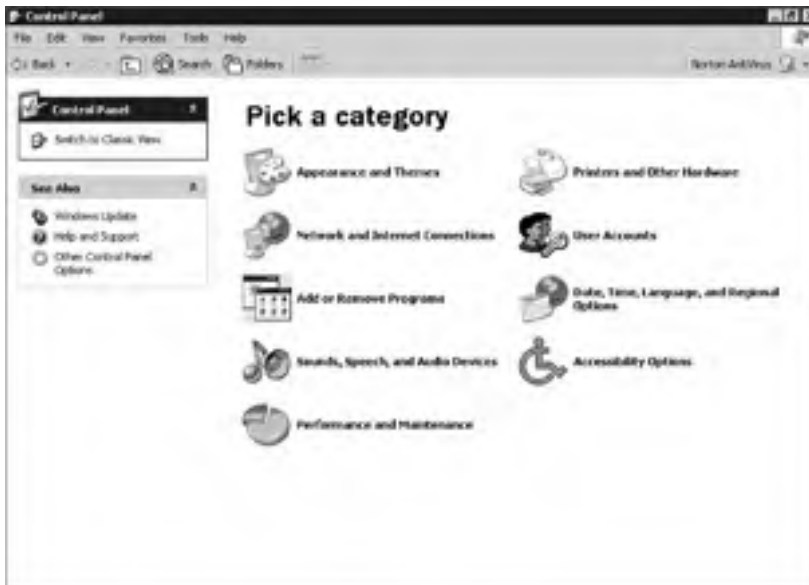 Control Panel
File Edit View Favorites Tools Help
Back Search Folders Norton AntiVirus
Control Panel
Switch to Classic View
See Also
Windows Update
Help and Support
Other Control Panel
Options
Pick a category
Appearance and Themes
Printers and Other Hardware
Network and Internet Connections
User Accounts
Add or Remove Programs
Date, Time, Language, and Regional
Options
Sounds, Speech, and Audio Devices
Accessibility Options
Performance and Maintenance